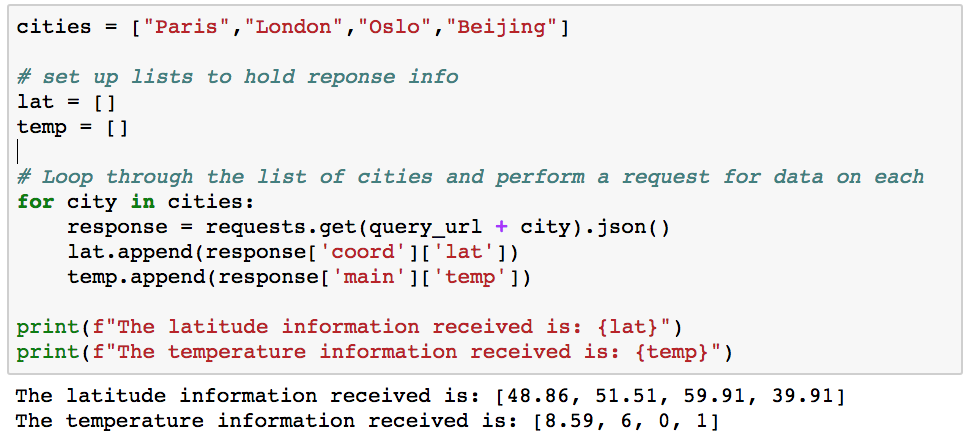 cities = ["Paris","London","Oslo","Beijing"]
# set up lists to hold reponse info
lat = []
temp = []
# Loop through the list of cities and perform a request for data on each
for city in cities:
    response = requests.get(query_url + city).json()
    lat.append(response['coord']['lat'])
    temp.append(response['main']['temp'])
print(f"The latitude information received is: {lat}")
print(f"The temperature information received is: {temp}")
The latitude information received is: [48.86, 51.51, 59.91, 39.91]
The temperature information received is: [8.59, 6, 0, 1]